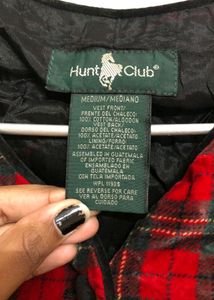 Hunt Club
MEDIUM/MEDIANO
VEST FRONT/
FRENTE DEL CHALECO:
100% COTTON/ALGODON
VEST BACK/
DORSO DEL CHALECO:
100% ACETATE/ACETATO
LINING/FORRO
100% ACETATE/ACETATO
ASSEMBLED IN GUATEMALA
OF IMPORTED FABRIC
ENSAMBLADO EN
GUATEMALA
CON TELA IMPORTADA
WPL 11935
SEE REVERSE FOR CARE
VER AL DORSO PARA
CUIDADO